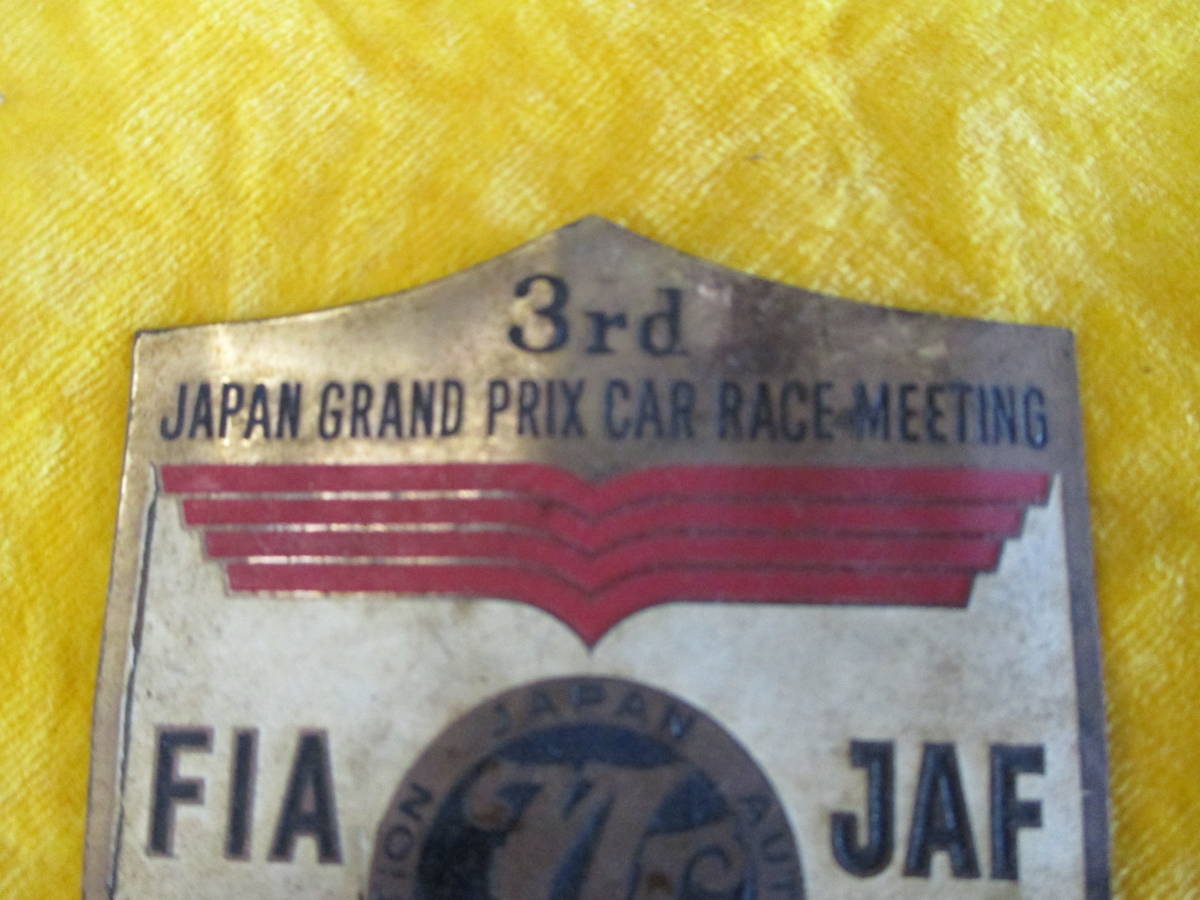 3rd
JAPAN GRAND PRIX CAR RACE MEETING
FIA
JAPAN
JAF